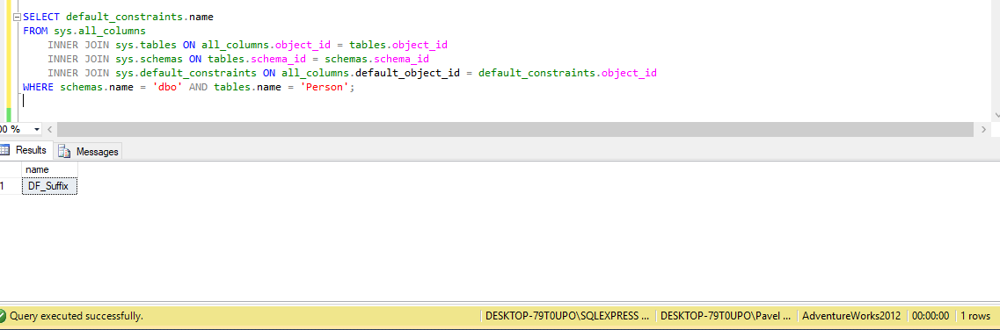 SELECT default_constraints.name
FROM sys.all_columns
INNER JOIN sys.tables ON all_columns.object_id = tables.object_id
INNER JOIN sys.schemas ON tables.schema_id = schemas.schema_id
INNER JOIN sys.default_constraints ON all_columns.default_object_id = default_constraints.object_id
WHERE schemas.name = 'dbo' AND tables.name = 'Person';
00 %
Results Messages
name
1 DF_Suffix
Query executed successfully. DESKTOP-79T0UPO\SQLEXPRESS ... DESKTOP-79T0UPO\Pavel ... AdventureWorks2012 00:00:00 1 rows